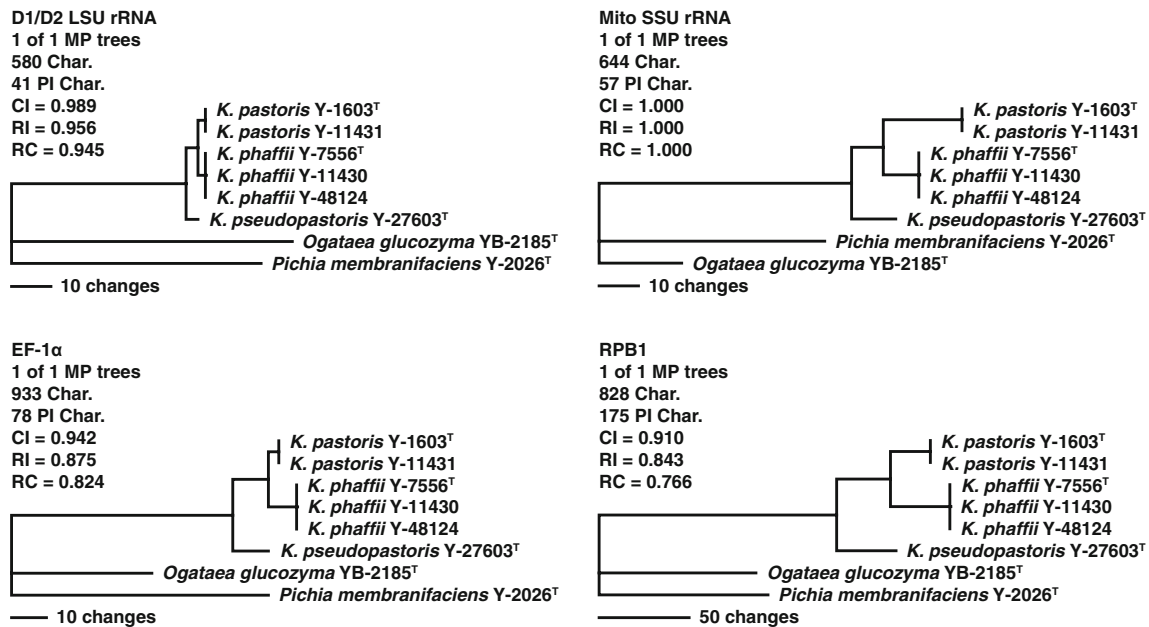 D1/D2 LSU rRNA
1 of 1 MP trees
580 Char.
41 PI Char.
CI = 0.989
RI = 0.956
RC = 0.945
K. pastoris Y-1603ᵀ
K. pastoris Y-11431
K. phaffii Y-7556ᵀ
K. phaffii Y-11430
K. phaffii Y-48124
K. pseudopastoris Y-27603ᵀ
Ogataea glucozyma YB-2185ᵀ
Pichia membranifaciens Y-2026ᵀ
10 changes
Mito SSU rRNA
1 of 1 MP trees
644 Char.
57 PI Char.
CI = 1.000
RI = 1.000
RC = 1.000
K. pastoris Y-1603ᵀ
K. pastoris Y-11431
K. phaffii Y-7556ᵀ
K. phaffii Y-11430
K. phaffii Y-48124
K. pseudopastoris Y-27603ᵀ
Pichia membranifaciens Y-2026ᵀ
Ogataea glucozyma YB-2185ᵀ
10 changes
EF-1α
1 of 1 MP trees
933 Char.
78 PI Char.
CI = 0.942
RI = 0.875
RC = 0.824
K. pastoris Y-1603ᵀ
K. pastoris Y-11431
K. phaffii Y-7556ᵀ
K. phaffii Y-11430
K. phaffii Y-48124
K. pseudopastoris Y-27603ᵀ
Ogataea glucozyma YB-2185ᵀ
Pichia membranifaciens Y-2026ᵀ
10 changes
RPB1
1 of 1 MP trees
828 Char.
175 PI Char.
CI = 0.910
RI = 0.843
RC = 0.766
K. pastoris Y-1603ᵀ
K. pastoris Y-11431
K. phaffii Y-7556ᵀ
K. phaffii Y-11430
K. phaffii Y-48124
K. pseudopastoris Y-27603ᵀ
Ogataea glucozyma YB-2185ᵀ
Pichia membranifaciens Y-2026ᵀ
50 changes